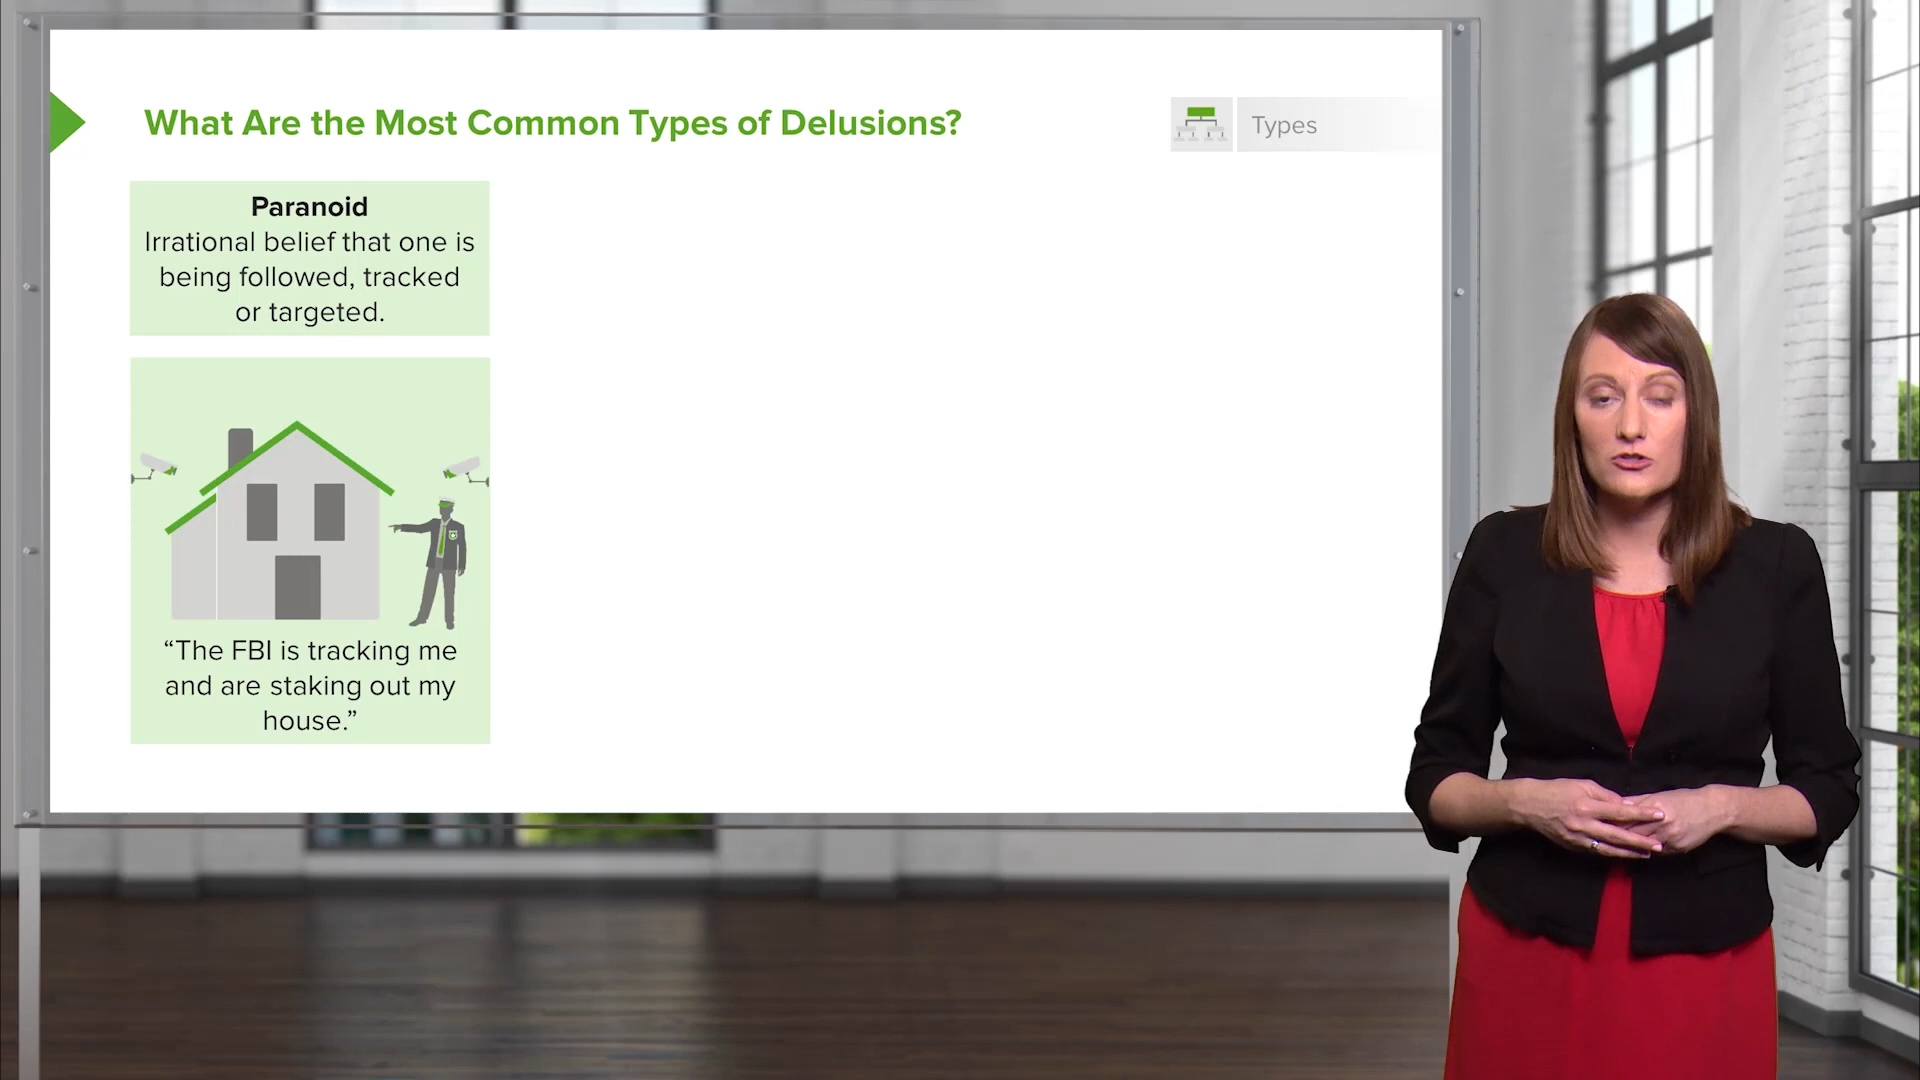 What Are the Most Common Types of Delusions?
Types
Paranoid
Irrational belief that one is
being followed, tracked
or targeted.
“The FBI is tracking me
and are staking out my
house.”